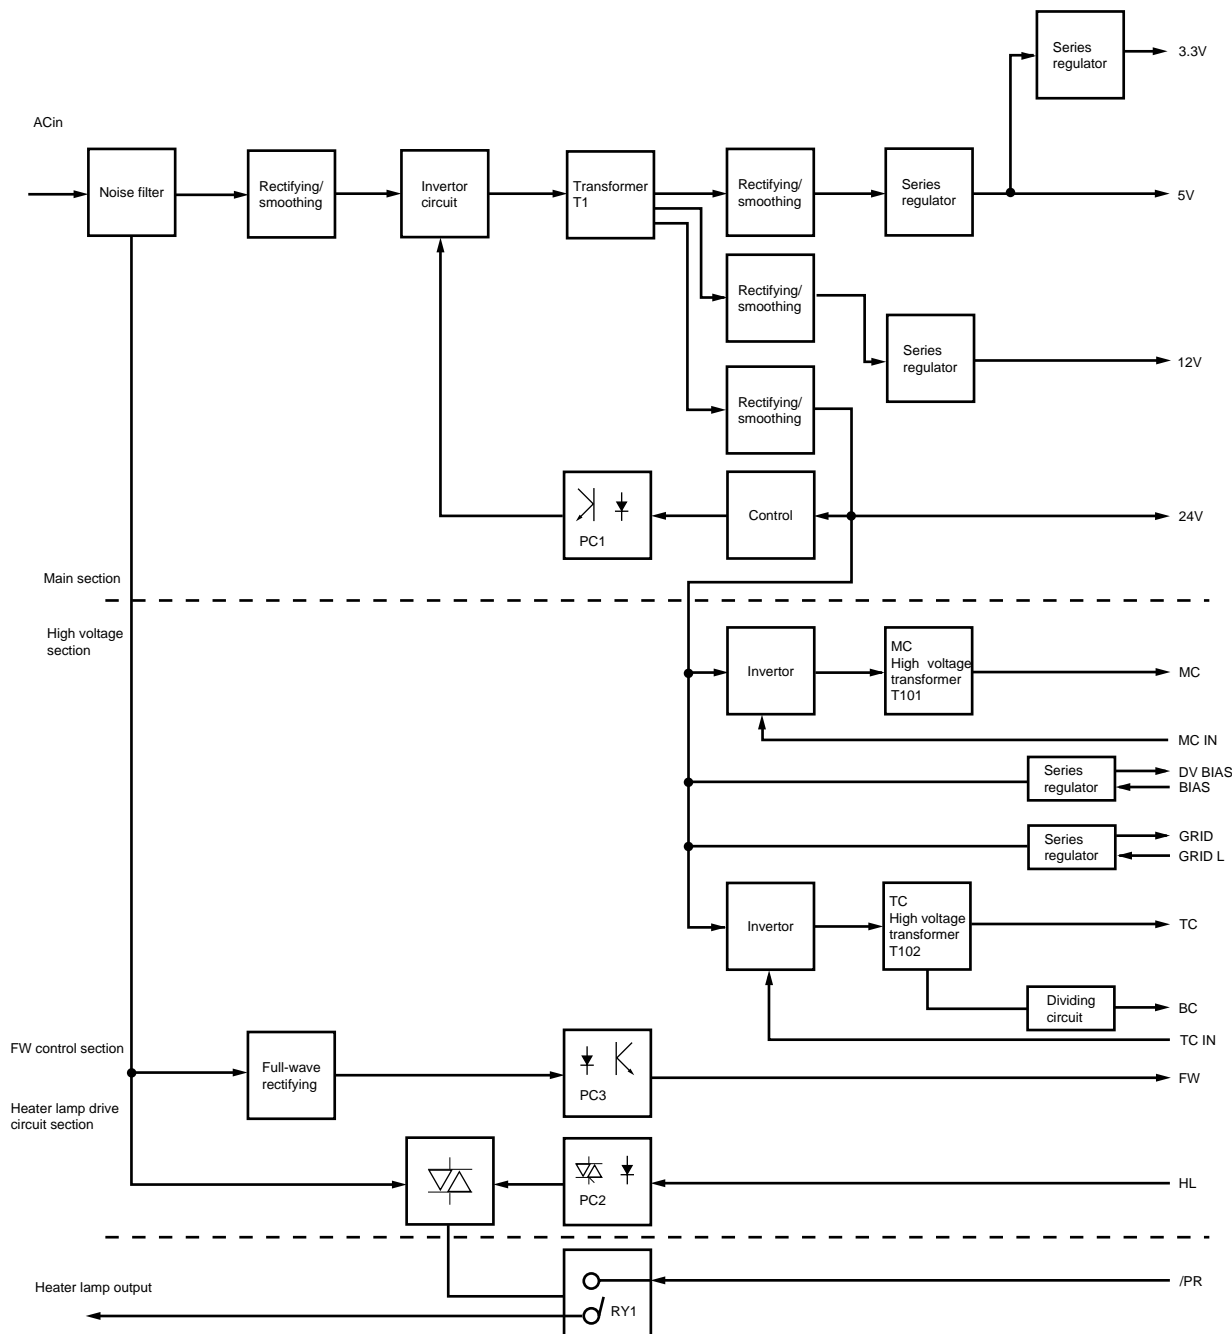 Series
regulator
3.3V
ACin
Noise filter
Rectifying/
smoothing
Invertor
circuit
Transformer
T1
Rectifying/
smoothing
Series
regulator
5V
Rectifying/
smoothing
Series
regulator
12V
Rectifying/
smoothing
PC1
Control
24V
Main section
High voltage
section
Invertor
MC
High voltage
transformer
T101
MC
MC IN
Series
regulator
DV BIAS
BIAS
Series
regulator
GRID
GRID L
Invertor
TC
High voltage
transformer
T102
TC
Dividing
circuit
BC
TC IN
FW control section
Full-wave
rectifying
PC3
FW
Heater lamp drive
circuit section
PC2
HL
Heater lamp output
RY1
/PR